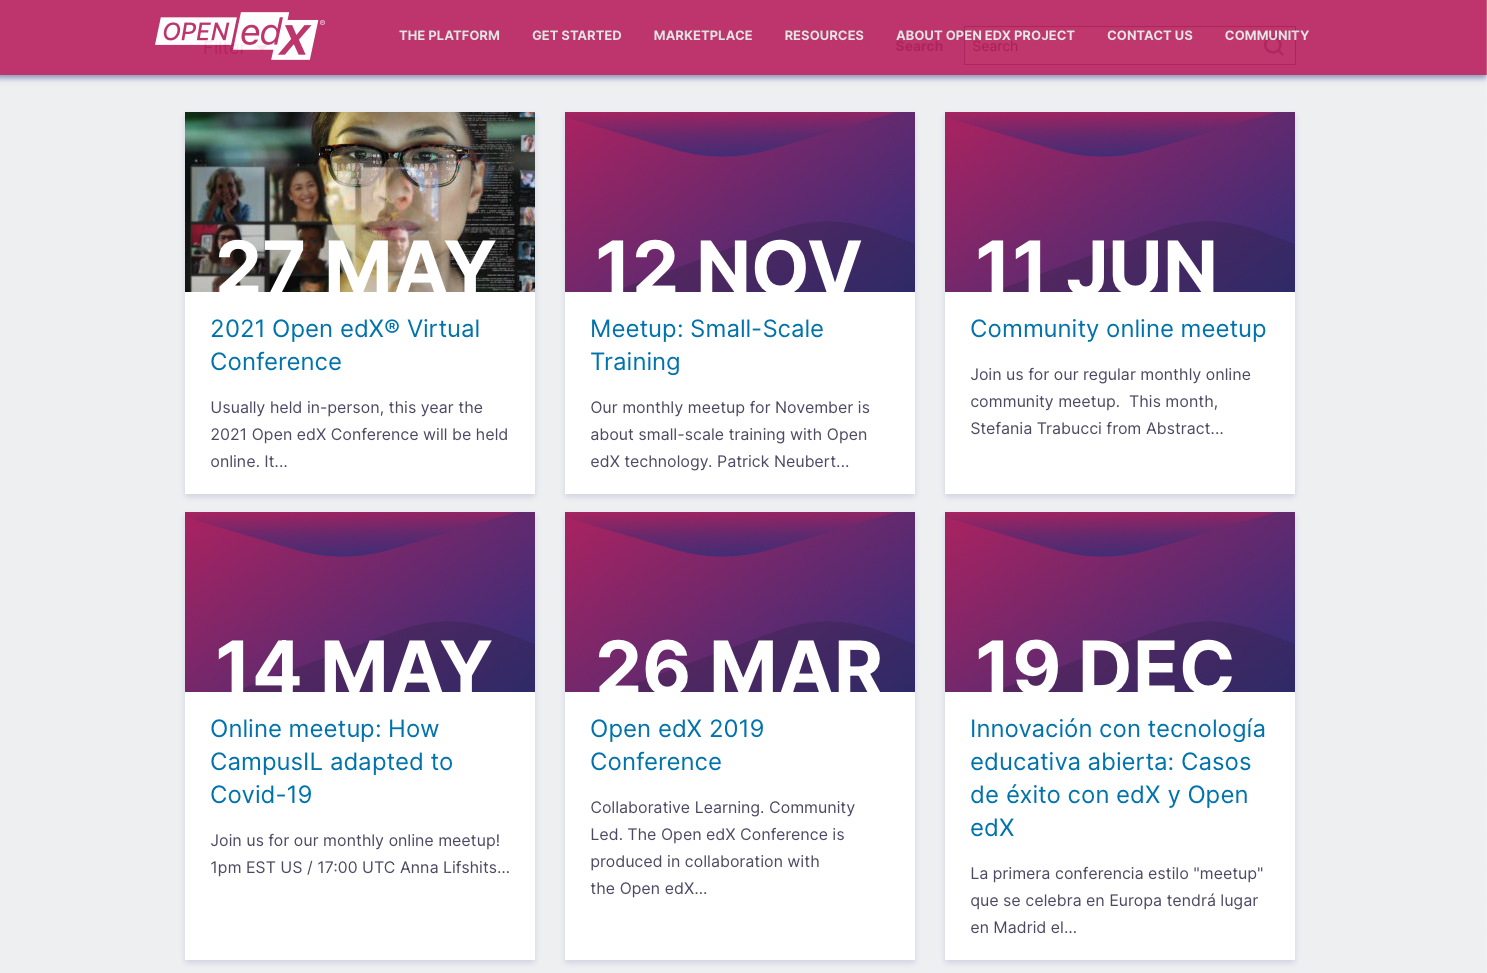 OPEN edX®
THE PLATFORM GET STARTED MARKETPLACE RESOURCES ABOUT OPEN EDX PROJECT CONTACT US COMMUNITY
Filter
Search Search
27 MAY
2021 Open edX® Virtual
Conference
Usually held in-person, this year the
2021 Open edX Conference will be held
online. It...
12 NOV
Meetup: Small-Scale
Training
Our monthly meetup for November is
about small-scale training with Open
edX technology. Patrick Neubert...
11 JUN
Community online meetup
Join us for our regular monthly online
community meetup.  This month,
Stefania Trabucci from Abstract...
14 MAY
Online meetup: How
CampusIL adapted to
Covid-19
Join us for our monthly online meetup!
1pm EST US / 17:00 UTC Anna Lifshits...
26 MAR
Open edX 2019
Conference
Collaborative Learning. Community
Led. The Open edX Conference is
produced in collaboration with
the Open edX...
19 DEC
Innovación con tecnología
educativa abierta: Casos
de éxito con edX y Open
edX
La primera conferencia estilo "meetup"
que se celebra en Europa tendrá lugar
en Madrid el...